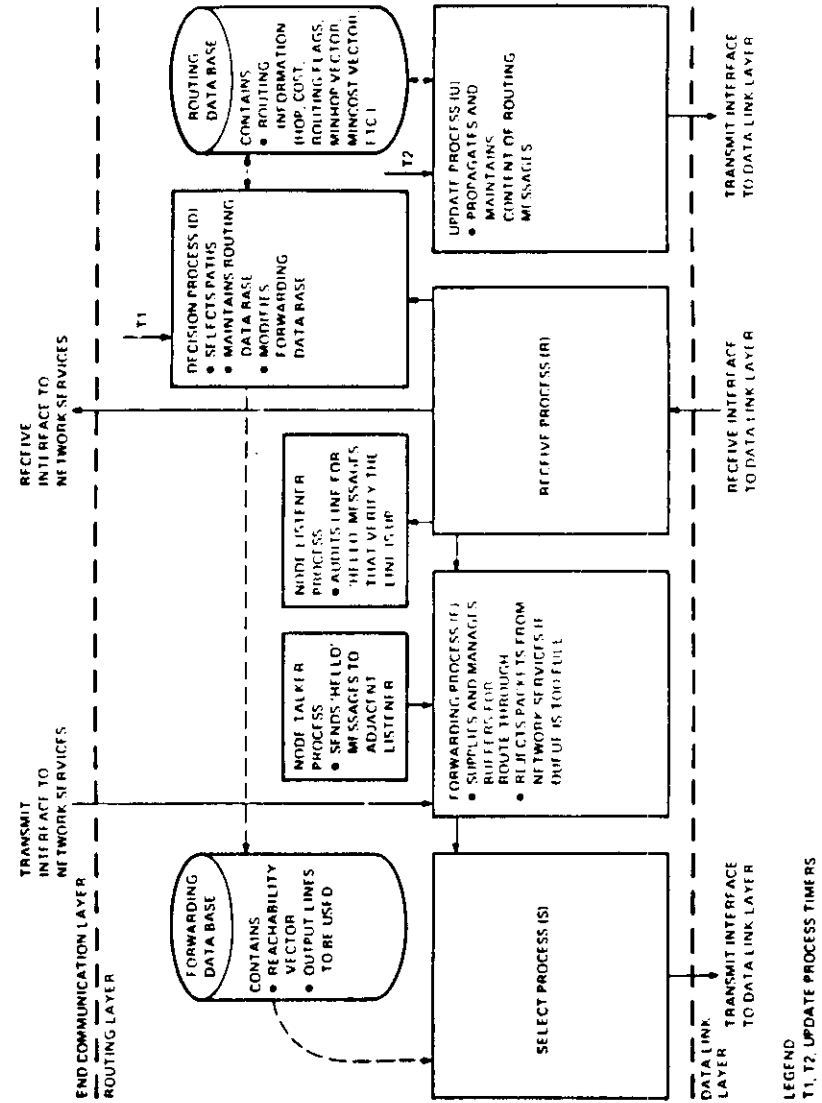 TRANSMIT
INTERFACE TO
NETWORK SERVICES
RECEIVE
INTERFACE TO
NETWORK SERVICES
END COMMUNICATION LAYER
ROUTING LAYER
FORWARDING
DATA BASE
CONTAINS
● REACHABILITY
VECTOR
● OUTPUT LINES
TO BE USED
T1
DECISION PROCESS (D)
● SELECTS PATHS
● MAINTAINS ROUTING
DATA BASE
● MODIFIES
FORWARDING
DATA BASE
ROUTING
DATA BASE
CONTAINS
● ROUTING
INFORMATION
(HOP, COST,
ROUTING FLAGS,
MINHOP VECTOR,
MINCOST VECTOR,
ETC.)
NODE TALKER
PROCESS
● SENDS 'HELLO'
MESSAGES TO
ADJACENT
LISTENER
NODE LISTENER
PROCESS
● AUDITS LINE FOR
'HELLO' MESSAGES
THAT VERIFY THE
LINE IS UP
T2
SELECT PROCESS (S)
FORWARDING PROCESS (F)
● SUPPLIES AND MANAGES
BUFFERS FOR
ROUTE THROUGH
● REJECTS PACKETS FROM
NETWORK SERVICES IF
QUEUE IS TOO FULL
RECEIVE PROCESS (R)
UPDATE PROCESS (U)
● PROPAGATES AND
MAINTAINS
CONTENT OF ROUTING
MESSAGES
DATA LINK
LAYER
TRANSMIT INTERFACE
TO DATA LINK LAYER
RECEIVE INTERFACE
TO DATA LINK LAYER
TRANSMIT INTERFACE
TO DATA LINK LAYER
LEGEND
T1, T2, UPDATE PROCESS TIMERS